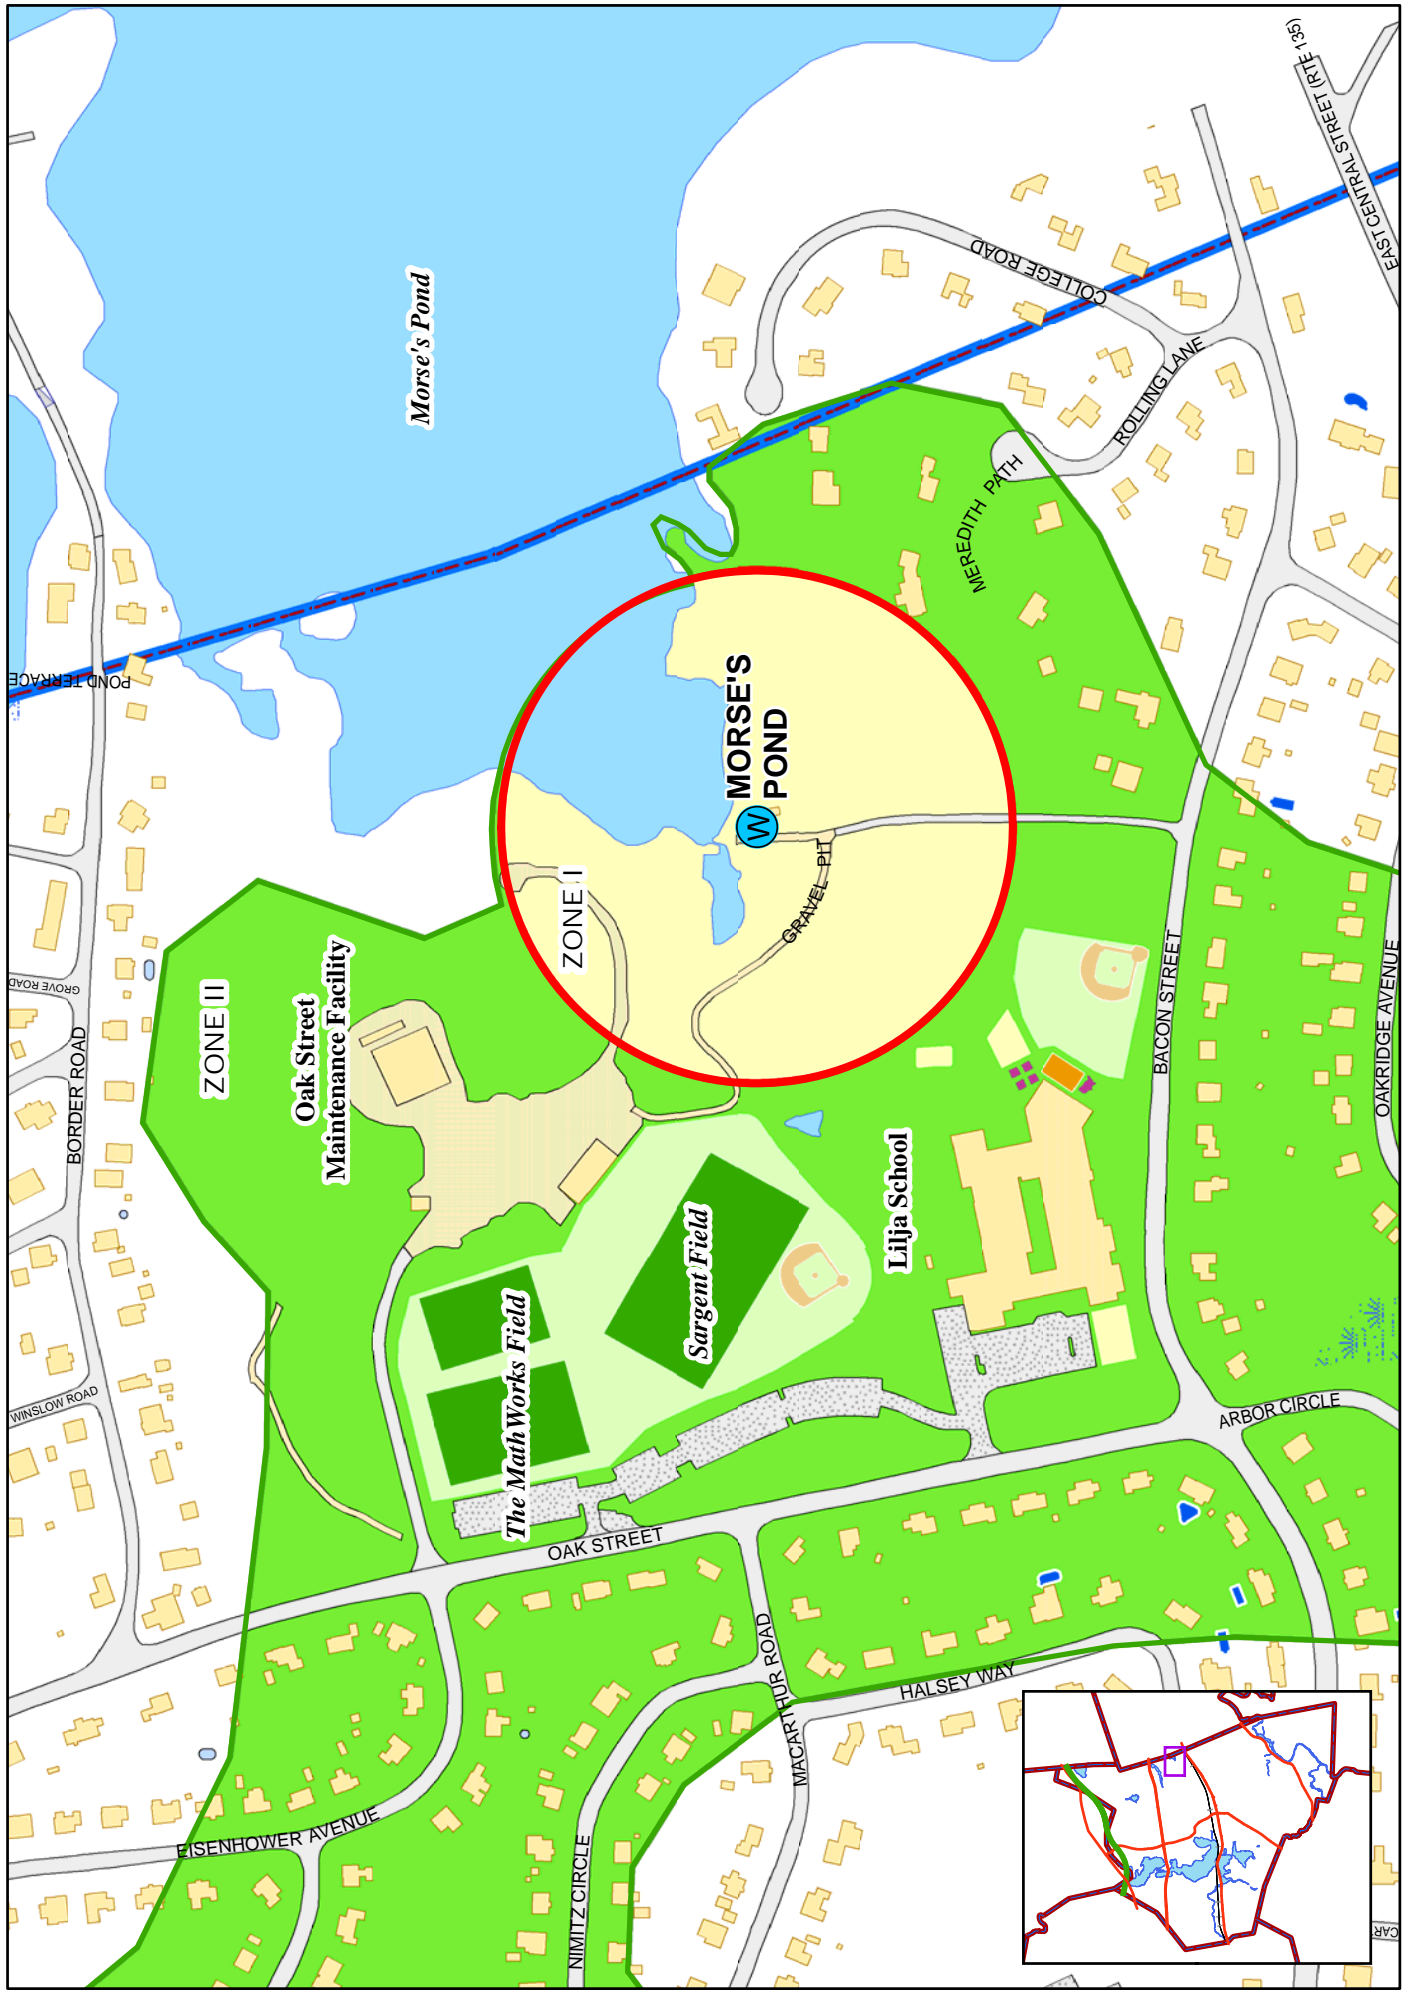 EAST CENTRAL STREET (RTE 135)
COLLEGE ROAD
Morse's Pond
ROLLING LANE
MEREDITH PATH
POND TERRACE
MORSE'S
POND
W
GRAVEL PIT
ZONE I
ZONE II
Oak Street
Maintenance Facility
GROVE ROAD
BORDER ROAD
BACON STREET
OAKRIDGE AVENUE
Lilja School
Sargent Field
The MathWorks Field
WINSLOW ROAD
ARBOR CIRCLE
OAK STREET
MACARTHUR ROAD
HALSEY WAY
EISENHOWER AVENUE
NIMITZ CIRCLE